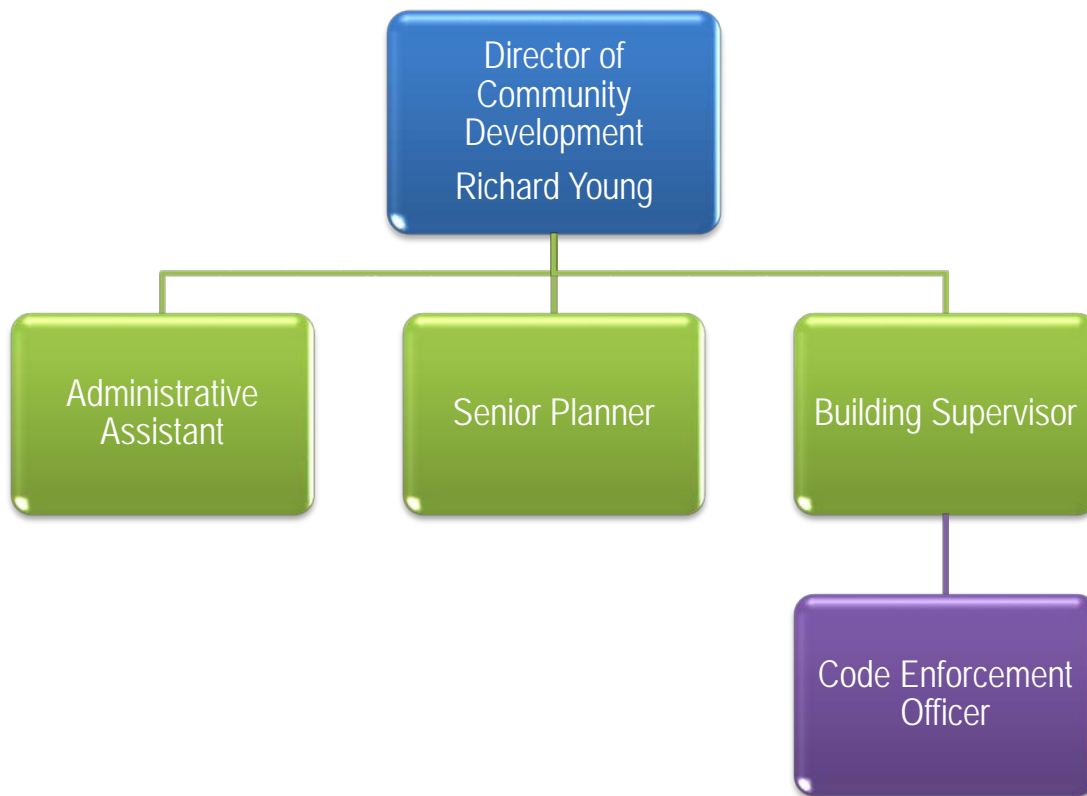 Director of
Community
Development
Richard Young
Administrative
Assistant
Senior Planner
Building Supervisor
Code Enforcement
Officer